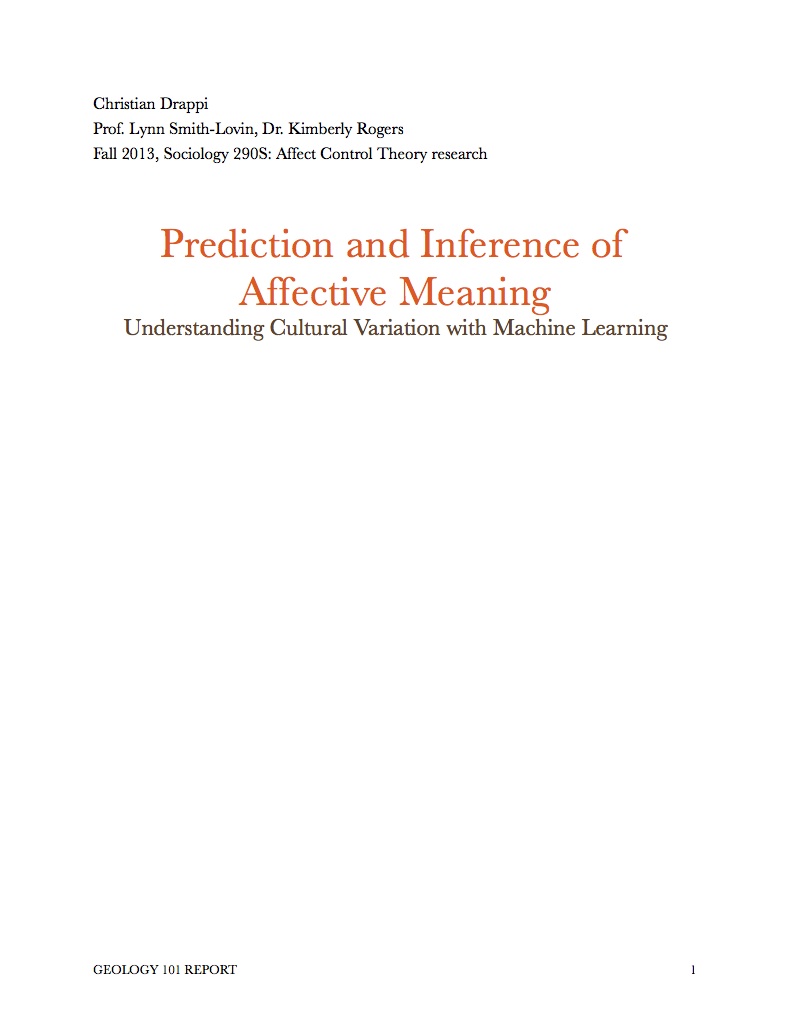 Christian Drappi
Prof. Lynn Smith-Lovin, Dr. Kimberly Rogers
Fall 2013, Sociology 290S: Affect Control Theory research
Prediction and Inference of
Affective Meaning
Understanding Cultural Variation with Machine Learning
GEOLOGY 101 REPORT 1